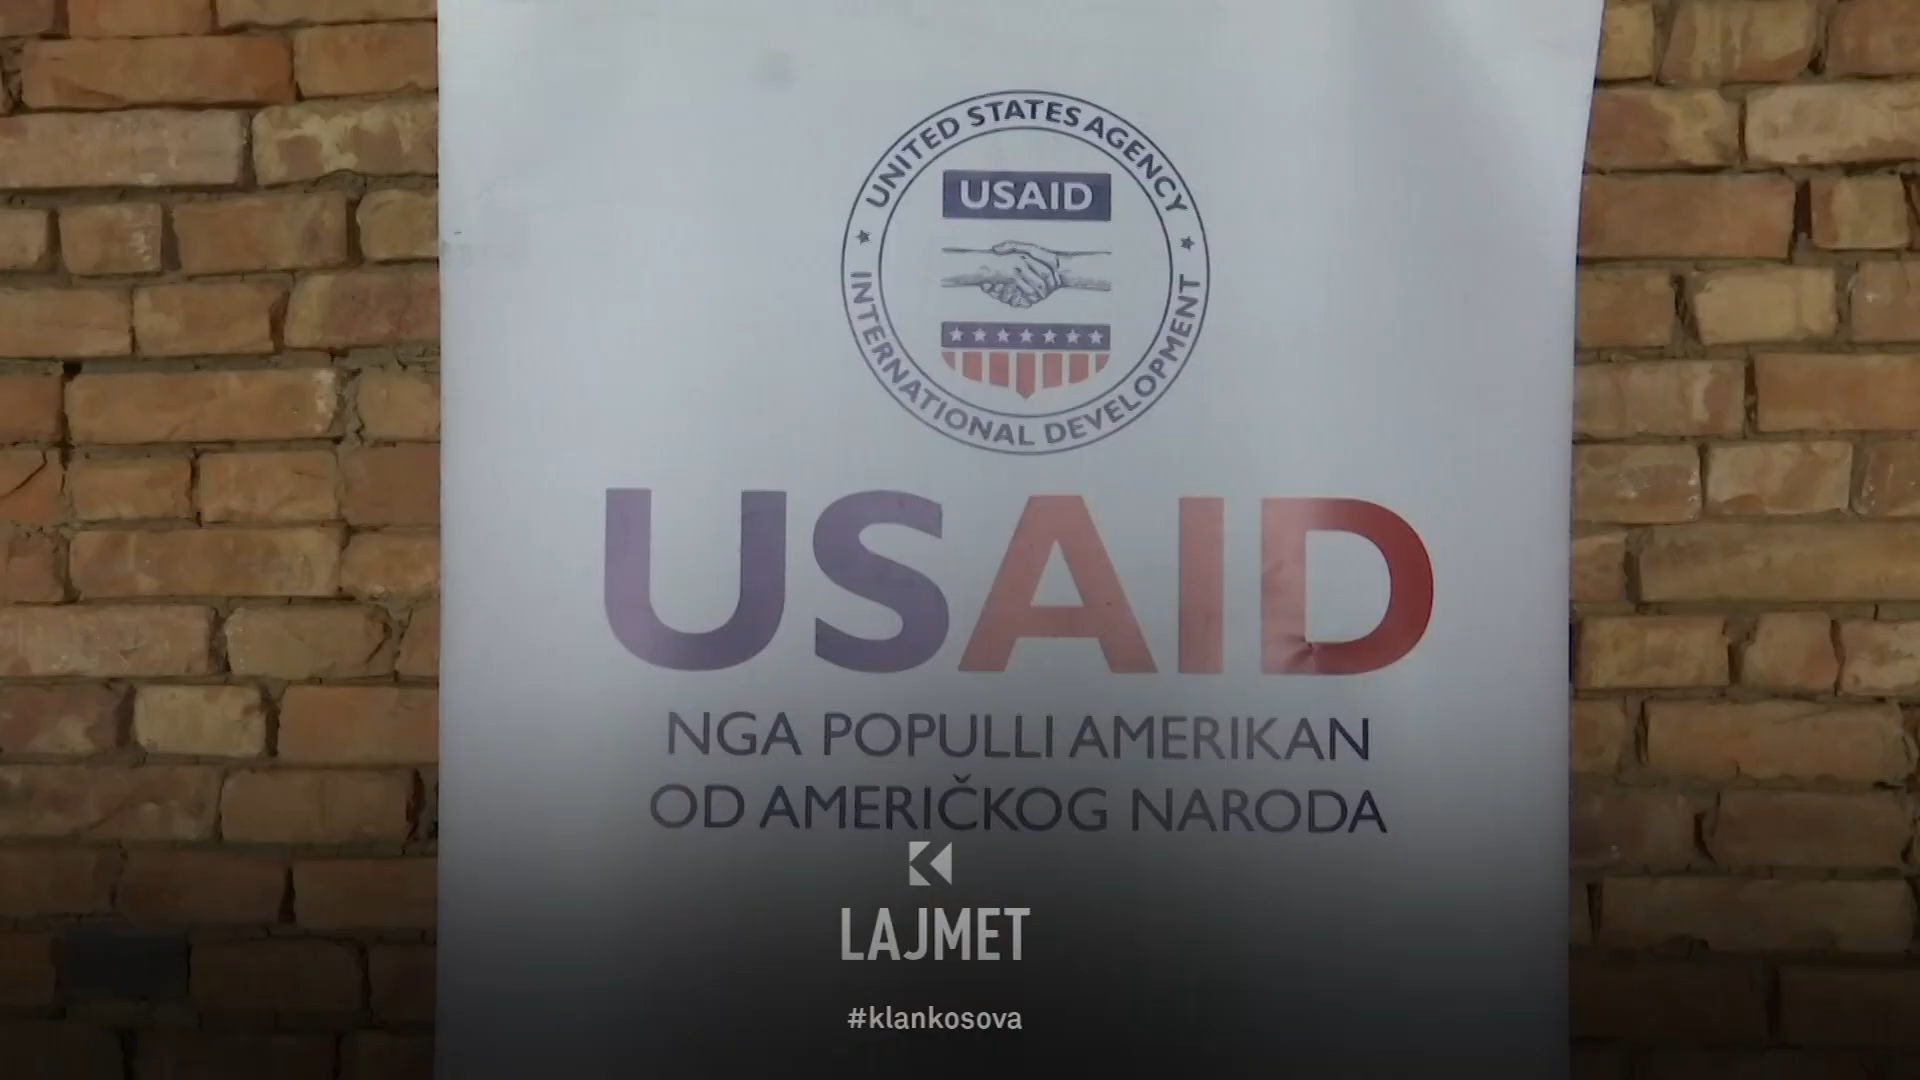 UNITED STATES AGENCY
USAID
INTERNATIONAL DEVELOPMENT
USAID
NGA POPULLI AMERIKAN
OD AMERIČKOG NARODA
LAJMET
#klankosova